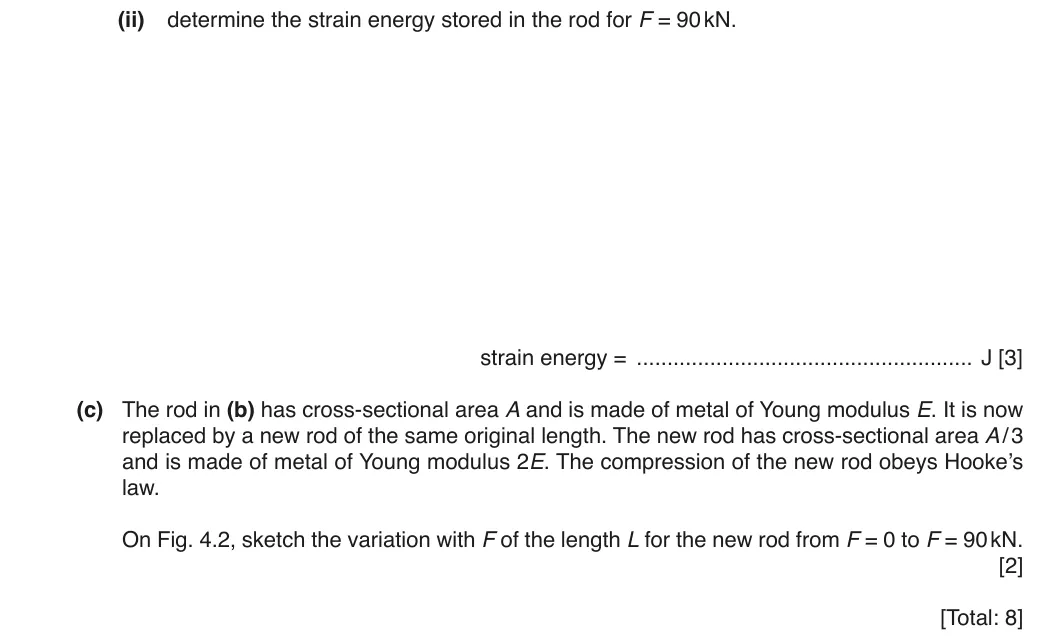 (ii) determine the strain energy stored in the rod for F = 90 kN.
strain energy = ....................................................... J [3]
(c) The rod in (b) has cross-sectional area A and is made of metal of Young modulus E. It is now
replaced by a new rod of the same original length. The new rod has cross-sectional area A/3
and is made of metal of Young modulus 2E. The compression of the new rod obeys Hooke’s
law.
On Fig. 4.2, sketch the variation with F of the length L for the new rod from F = 0 to F = 90 kN.
[2]
[Total: 8]